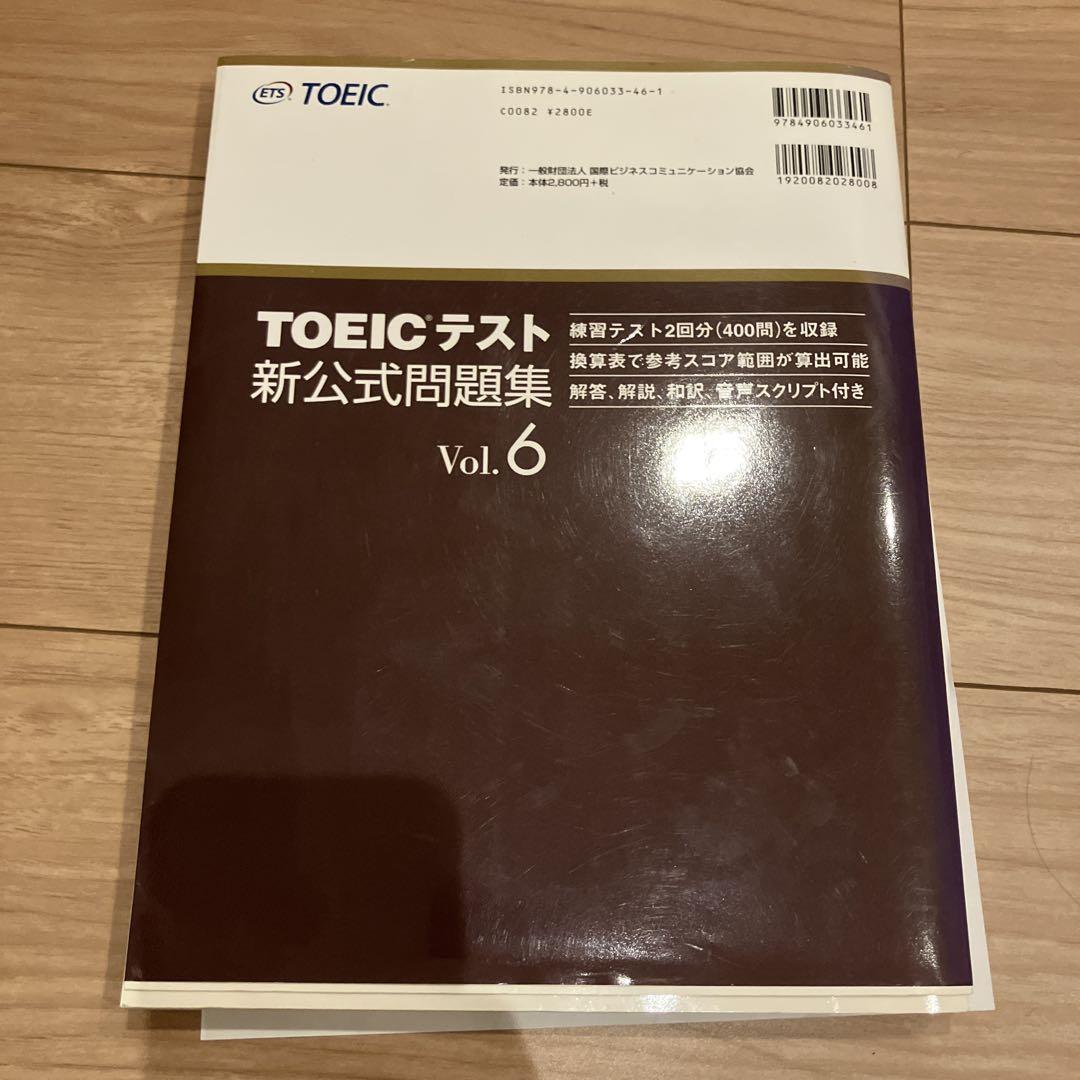 ETS TOEIC®
ISBN978-4-906033-46-1
C0082 ¥2800E
発行:一般財団法人 国際ビジネスコミュニケーション協会
定価:本体2,800円+税
9784906033461
1920082028008
TOEIC®テスト
新公式問題集
Vol. 6
練習テスト2回分(400問)を収録
換算表で参考スコア範囲が算出可能
解答、解説、和訳、音声スクリプト付き